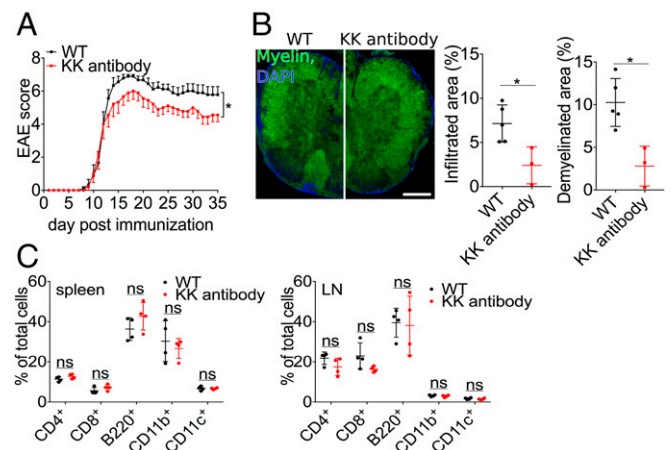 A
WT
KK antibody
EAE score
8
6
4
2
0
0 5 10 15 20 25 30 35
day post immunization
*
B
WT KK antibody
Myelin,
DAPI
Infiltrated area (%)
15
10
5
0
*
WT
KK antibody
Demyelinated area (%)
15
10
5
0
*
WT
KK antibody
C
% of total cells
60
40
20
0
spleen
WT
KK antibody
ns ns ns ns ns
CD4⁺ CD8⁺ B220⁺ CD11b⁺ CD11c⁺
% of total cells
60
40
20
0
LN
WT
KK antibody
ns ns ns ns ns
CD4⁺ CD8⁺ B220⁺ CD11b⁺ CD11c⁺